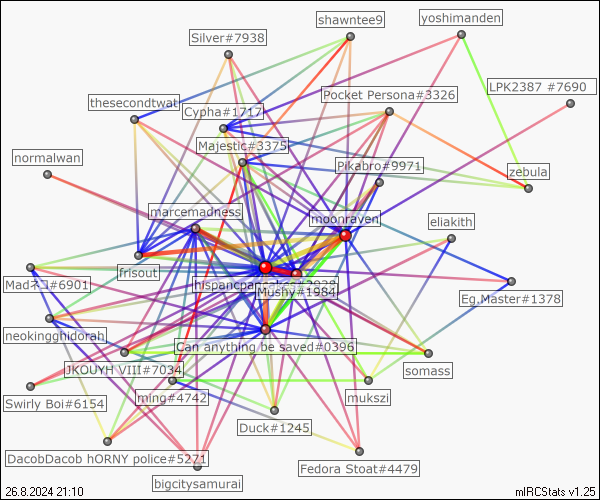 shawntee9
yoshimanden
Silver#7938
LPK2387 #7690
Pocket Persona#3326
thesecondtwat
Cypha#1717
Majestic#3375
normalwan
Pikabro#9971
zebula
marcemadness
moonraven
eliakith
frisout
Madネコ#6901
Mushy#1984
Eg.Master#1378
neokingghidorah
Can anything be saved#0396
JKOUYH VIII#7034
somass
Swirly Boi#6154
ming#4742
mukszi
Duck#1245
DacobDacob hORNY police#5271
Fedora Stoat#4479
bigcitysamurai
26.8.2024 21:10
mIRCStats v1.25